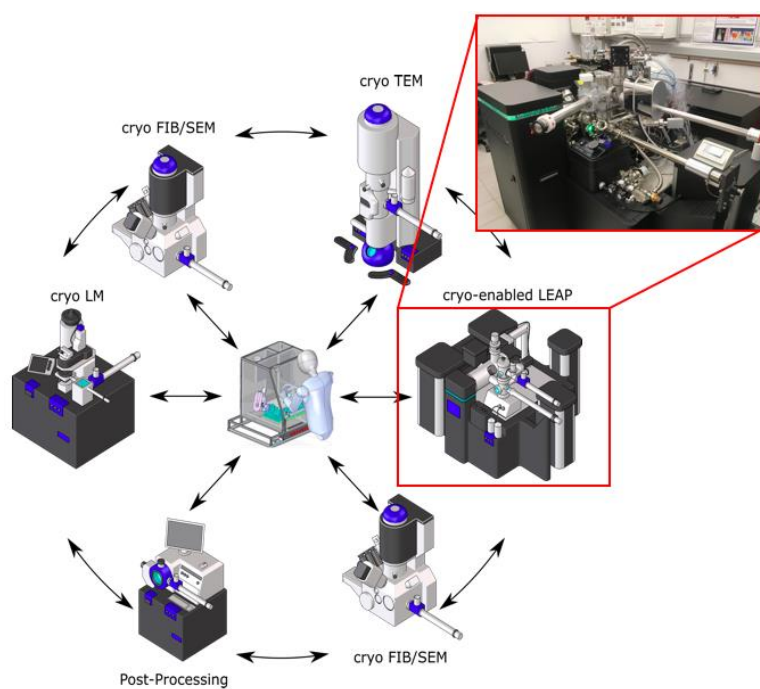 cryo TEM
cryo FIB/SEM
cryo LM
cryo-enabled LEAP
cryo FIB/SEM
Post-Processing